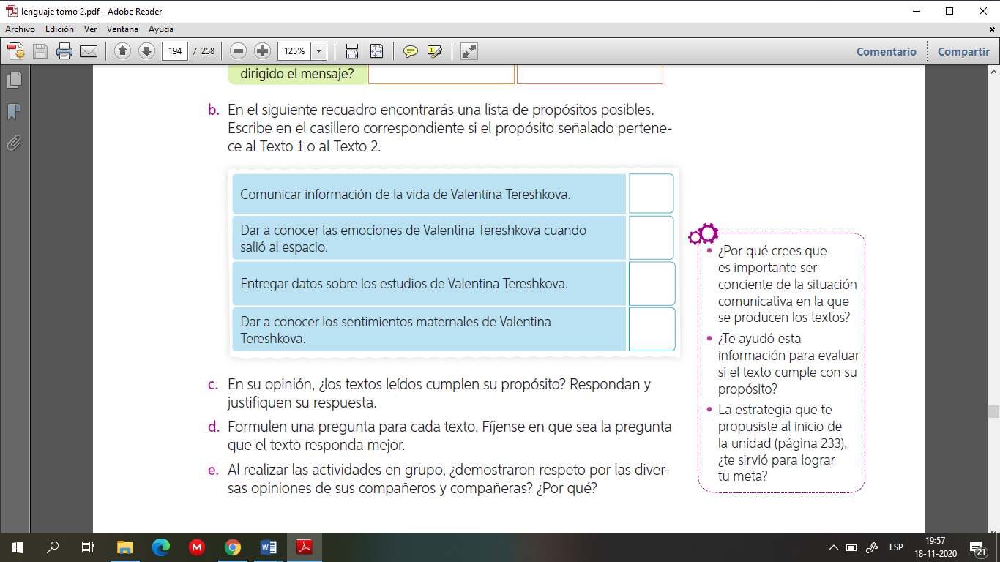 lenguaje tomo 2.pdf - Adobe Reader
Archivo Edición Ver Ventana Ayuda
194 / 258 125% Comentario Compartir
dirigido el mensaje?
b. En el siguiente recuadro encontrarás una lista de propósitos posibles.
Escribe en el casillero correspondiente si el propósito señalado pertene-
ce al Texto 1 o al Texto 2.
Comunicar información de la vida de Valentina Tereshkova.
Dar a conocer las emociones de Valentina Tereshkova cuando
salió al espacio.
Entregar datos sobre los estudios de Valentina Tereshkova.
Dar a conocer los sentimientos maternales de Valentina
Tereshkova.
c. En su opinión, ¿los textos leídos cumplen su propósito? Respondan y
justifiquen su respuesta.
d. Formulen una pregunta para cada texto. Fíjense en que sea la pregunta
que el texto responda mejor.
e. Al realizar las actividades en grupo, ¿demostraron respeto por las diver-
sas opiniones de sus compañeros y compañeras? ¿Por qué?
• ¿Por qué crees que
es importante ser
conciente de la situación
comunicativa en la que
se producen los textos?
• ¿Te ayudó esta
información para evaluar
si el texto cumple con su
propósito?
• La estrategia que te
propusiste al inicio de
la unidad (página 233),
¿te sirvió para lograr
tu meta?
ESP
19:57
18-11-2020
21